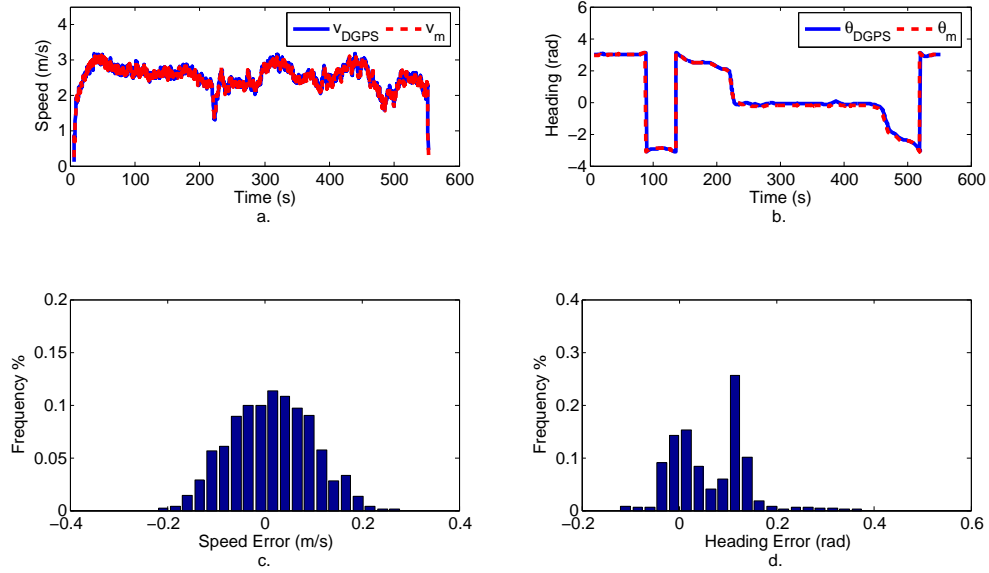 4
3
2
1
0
Speed (m/s)
v_DGPS
v_m
0 100 200 300 400 500 600
Time (s)
a.
4
2
0
−2
−4
Heading (rad)
θ_DGPS
θ_m
0 100 200 300 400 500 600
Time (s)
b.
0.2
0.15
0.1
0.05
0
Frequency %
−0.4 −0.2 0 0.2 0.4
Speed Error (m/s)
c.
0.4
0.3
0.2
0.1
0
Frequency %
−0.2 0 0.2 0.4 0.6
Heading Error (rad)
d.